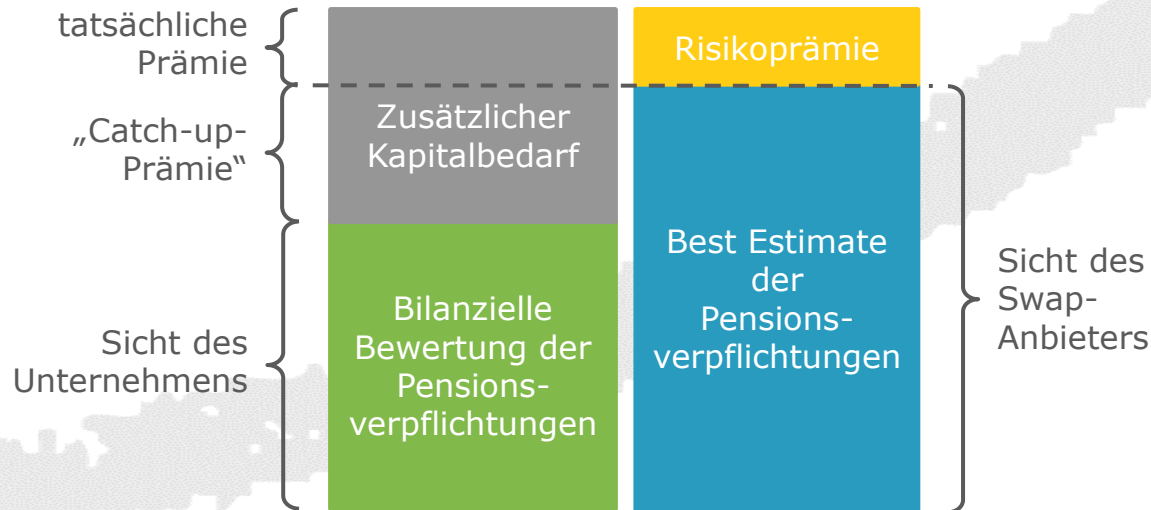 tatsächliche
Prämie
„Catch-up-
Prämie“
Sicht des
Unternehmens
Zusätzlicher
Kapitalbedarf
Bilanzielle
Bewertung der
Pensions-
verpflichtungen
Risikoprämie
Best Estimate
der
Pensions-
verpflichtungen
Sicht des
Swap-
Anbieters